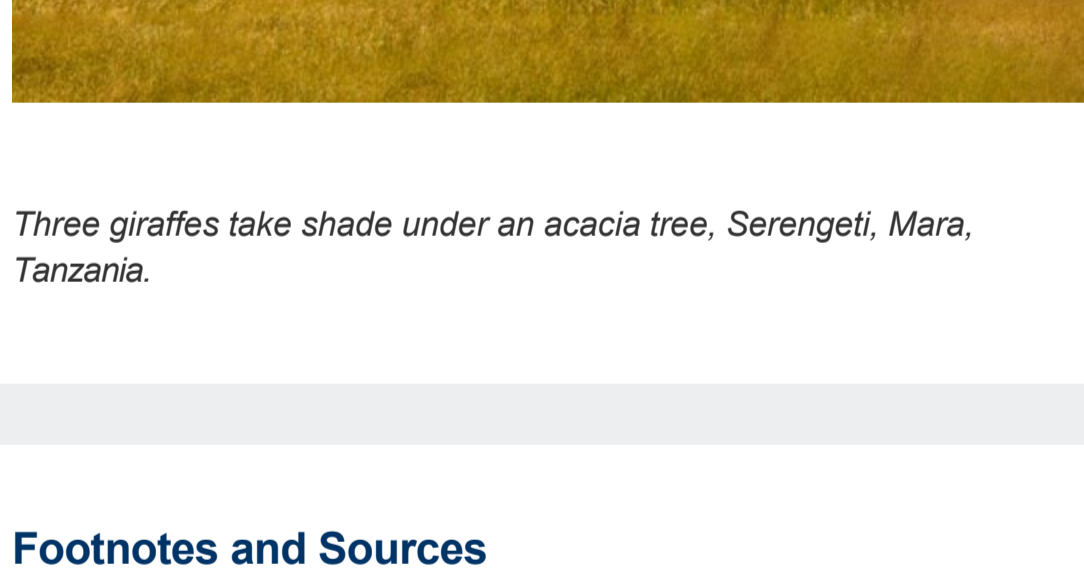 Three giraffes take shade under an acacia tree, Serengeti, Mara,
Tanzania.
Footnotes and Sources